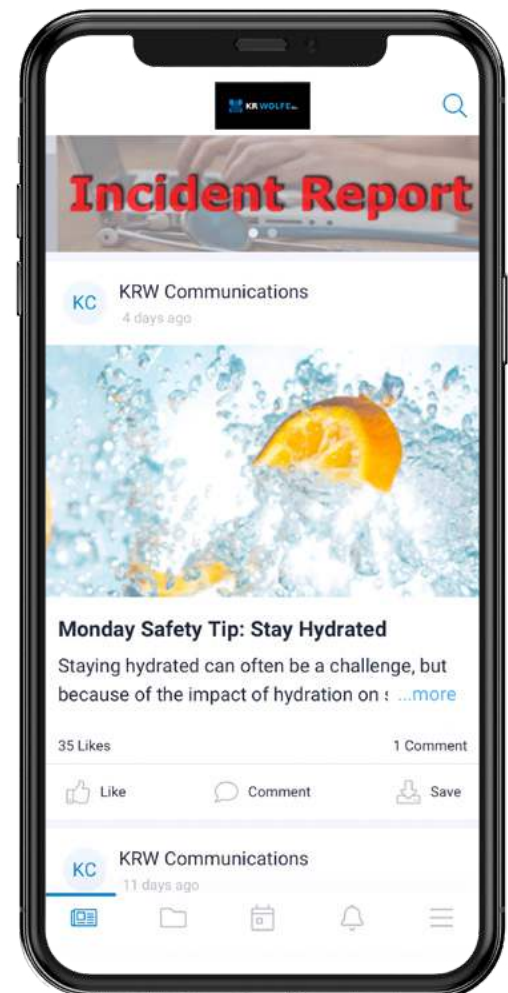 KR WOLFE
Incident Report
KC
KRW Communications
4 days ago
Monday Safety Tip: Stay Hydrated
Staying hydrated can often be a challenge, but
because of the impact of hydration on ...more
35 Likes
1 Comment
Like
Comment
Save
KC
KRW Communications
11 days ago